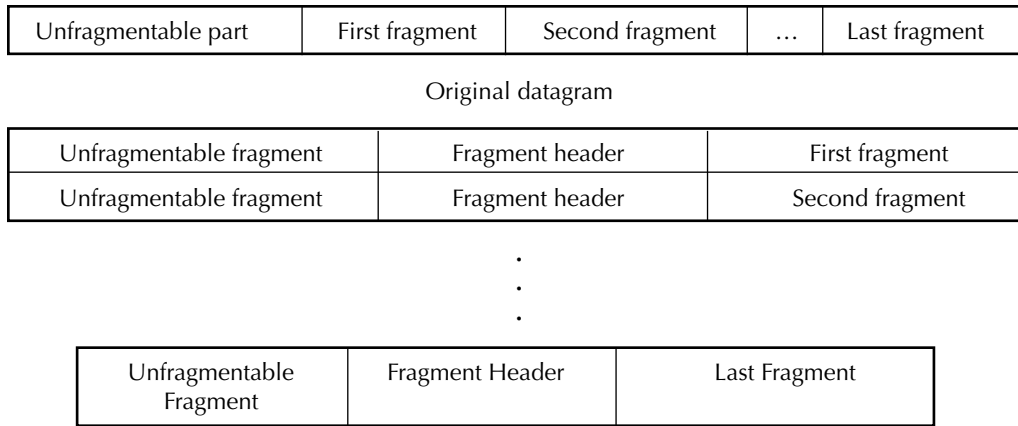 Unfragmentable part First fragment Second fragment … Last fragment
Original datagram
Unfragmentable fragment Fragment header First fragment
Unfragmentable fragment Fragment header Second fragment
.
.
.
Unfragmentable Fragment Header Last Fragment
Fragment